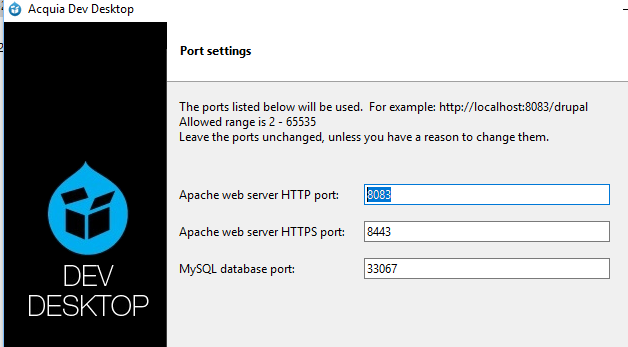 Acquia Dev Desktop
Port settings
The ports listed below will be used.  For example: http://localhost:8083/drupal
Allowed range is 2 - 65535
Leave the ports unchanged, unless you have a reason to change them.
Apache web server HTTP port: 8083
Apache web server HTTPS port: 8443
MySQL database port: 33067
DEV
DESKTOP